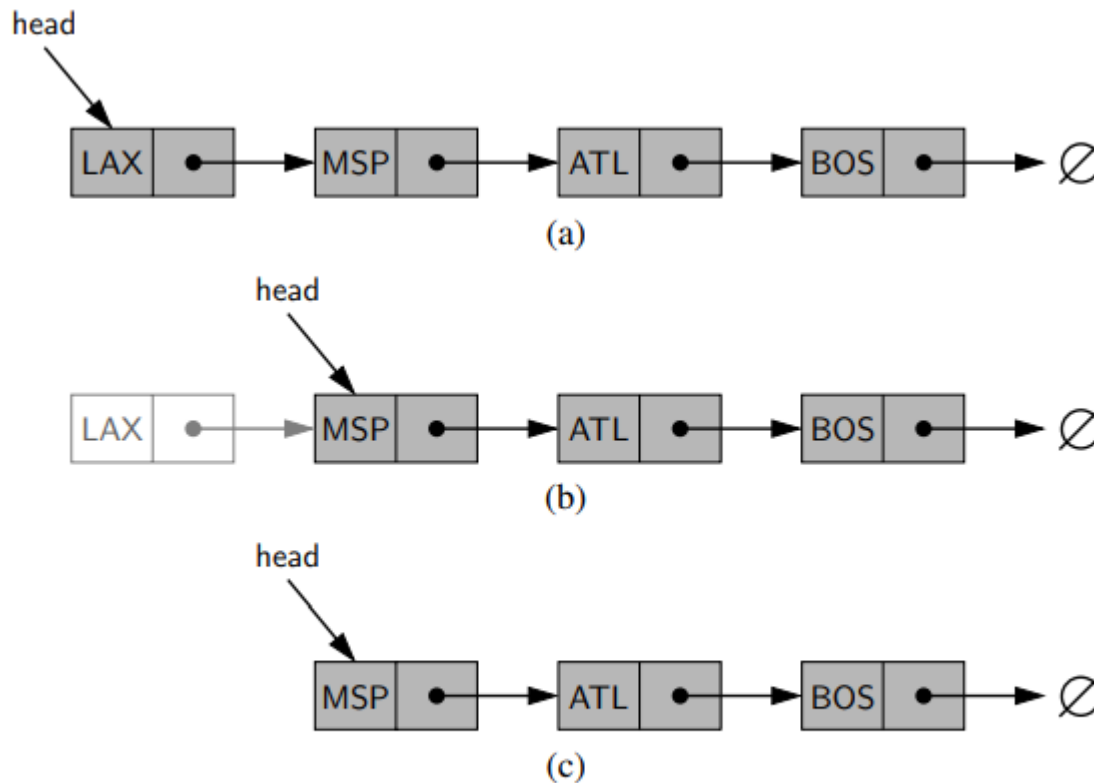 head
LAX MSP ATL BOS ∅
(a)
head
LAX MSP ATL BOS ∅
(b)
head
MSP ATL BOS ∅
(c)